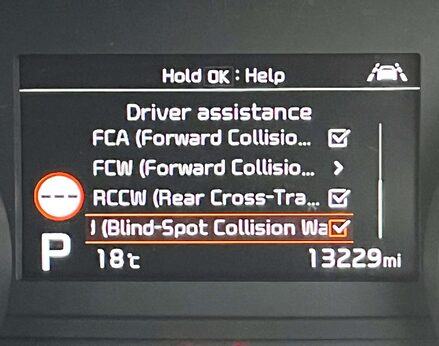 Hold OK : Help
Driver assistance
FCA (Forward Collisio...
FCW (Forward Collisio...
RCCW (Rear Cross-Tra...
(Blind-Spot Collision Wa
P
18℃
13229mi